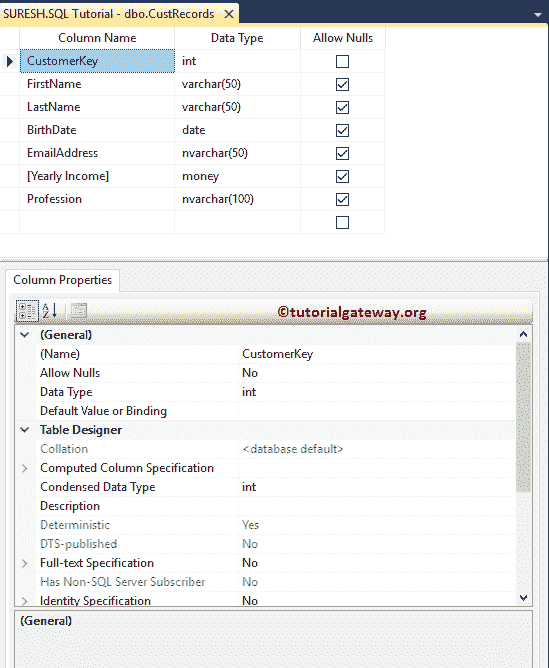 SURESH.SQL Tutorial - dbo.CustRecords
Column Name Data Type Allow Nulls
CustomerKey int
FirstName varchar(50)
LastName varchar(50)
BirthDate date
EmailAddress nvarchar(50)
[Yearly Income] money
Profession nvarchar(100)
Column Properties
©tutorialgateway.org
(General)
(Name) CustomerKey
Allow Nulls No
Data Type int
Default Value or Binding
Table Designer
Collation <database default>
Computed Column Specification
Condensed Data Type int
Description
Deterministic Yes
DTS-published No
Full-text Specification No
Has Non-SQL Server Subscriber No
Identity Specification No
(General)